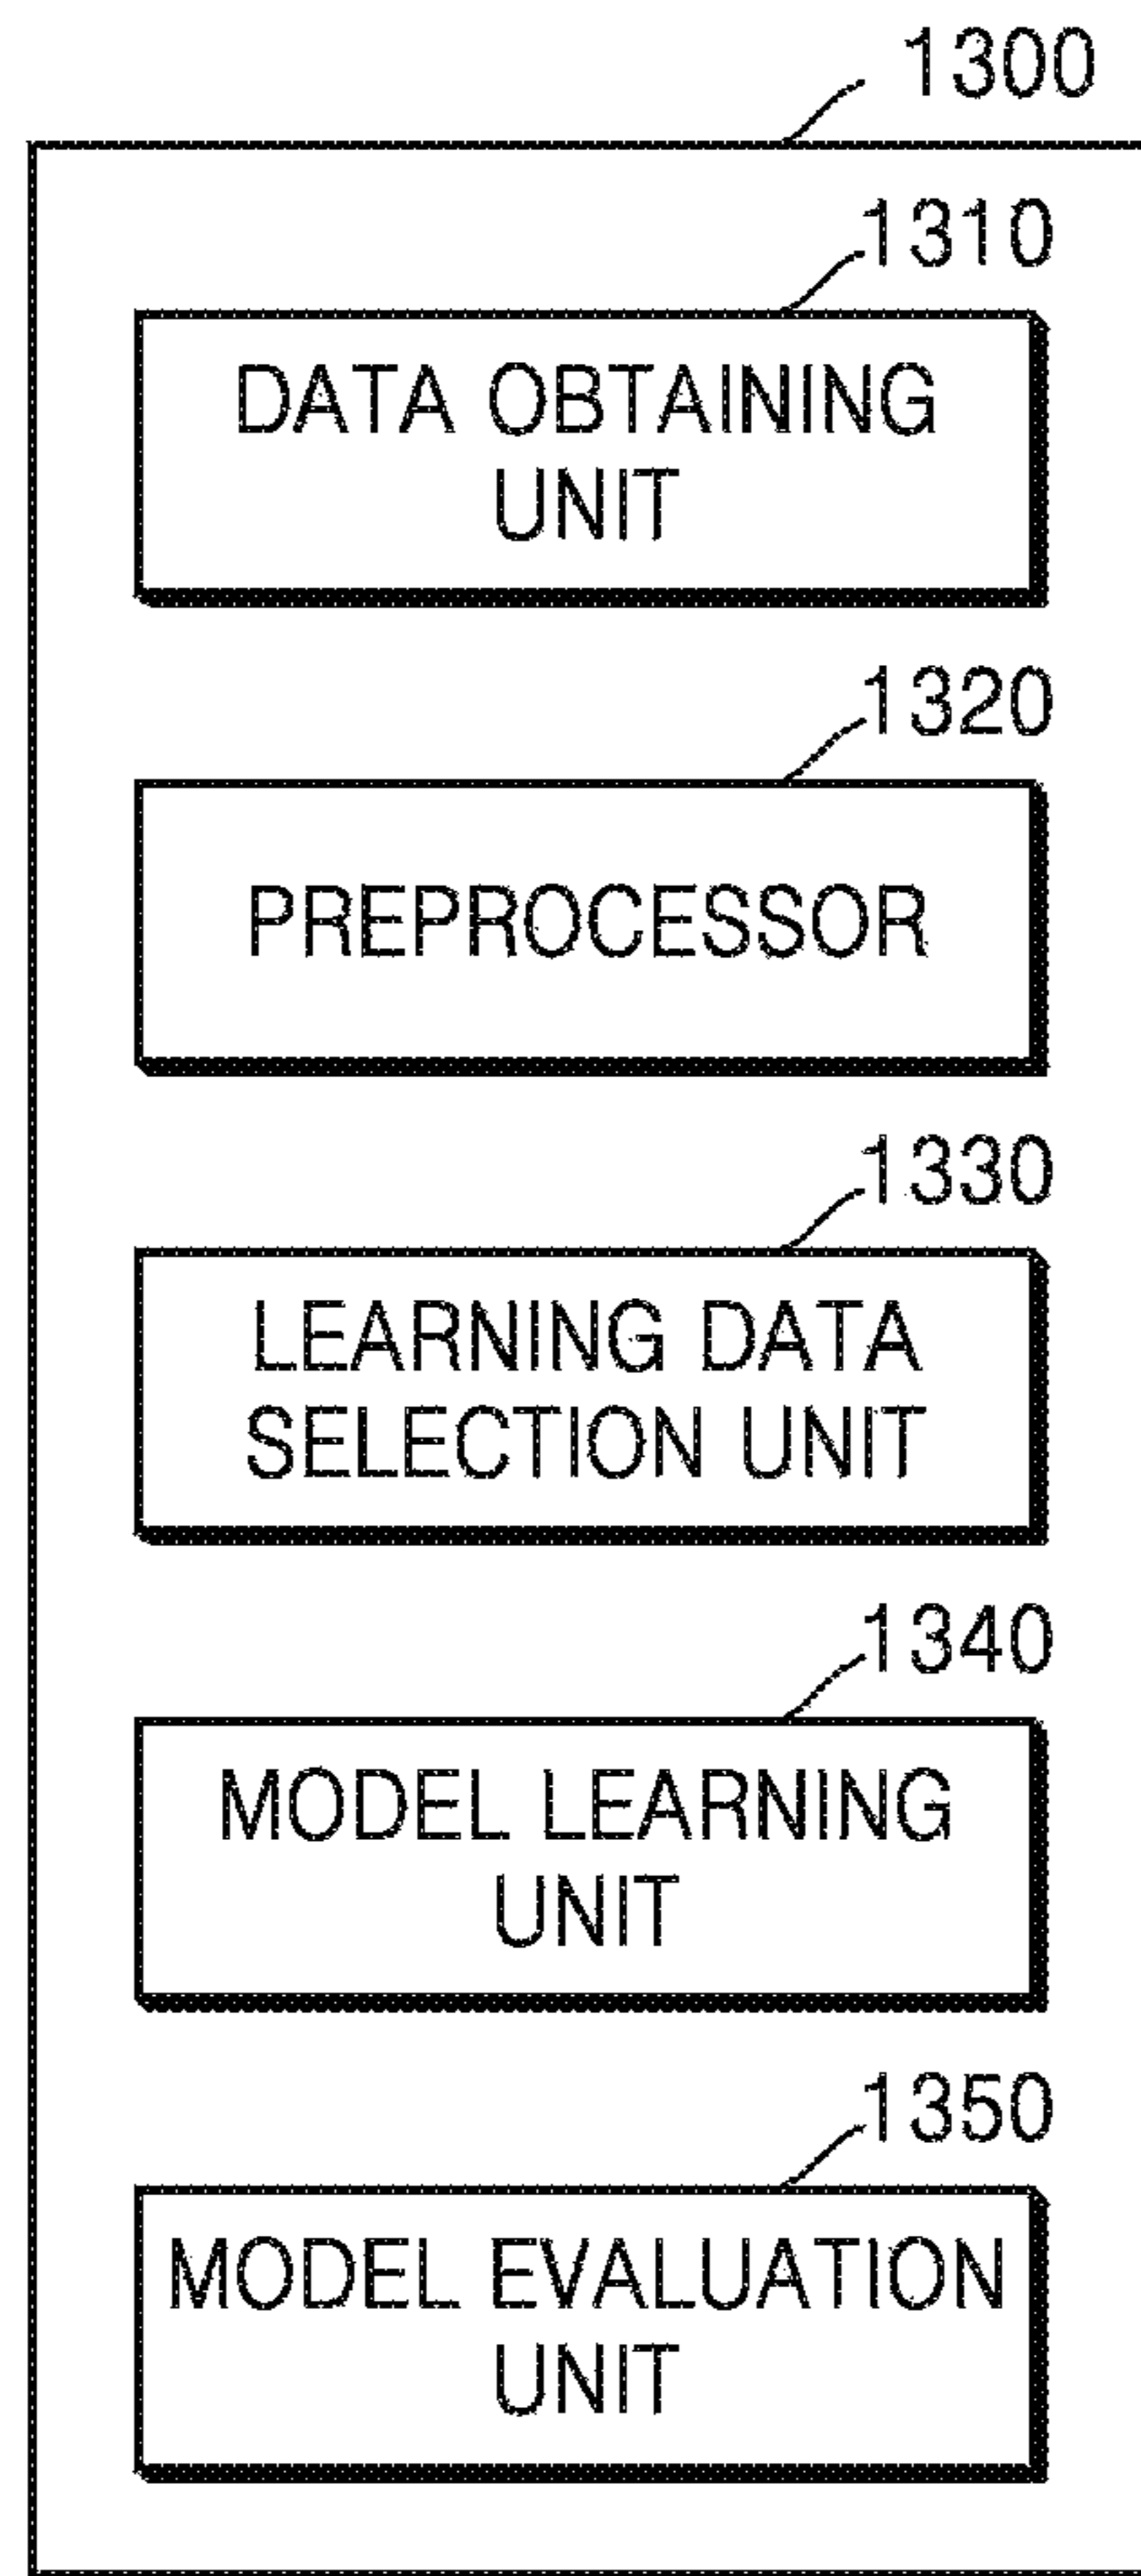 1300
1310
DATA OBTAINING
UNIT
1320
PREPROCESSOR
1330
LEARNING DATA
SELECTION UNIT
1340
MODEL LEARNING
UNIT
1350
MODEL EVALUATION
UNIT